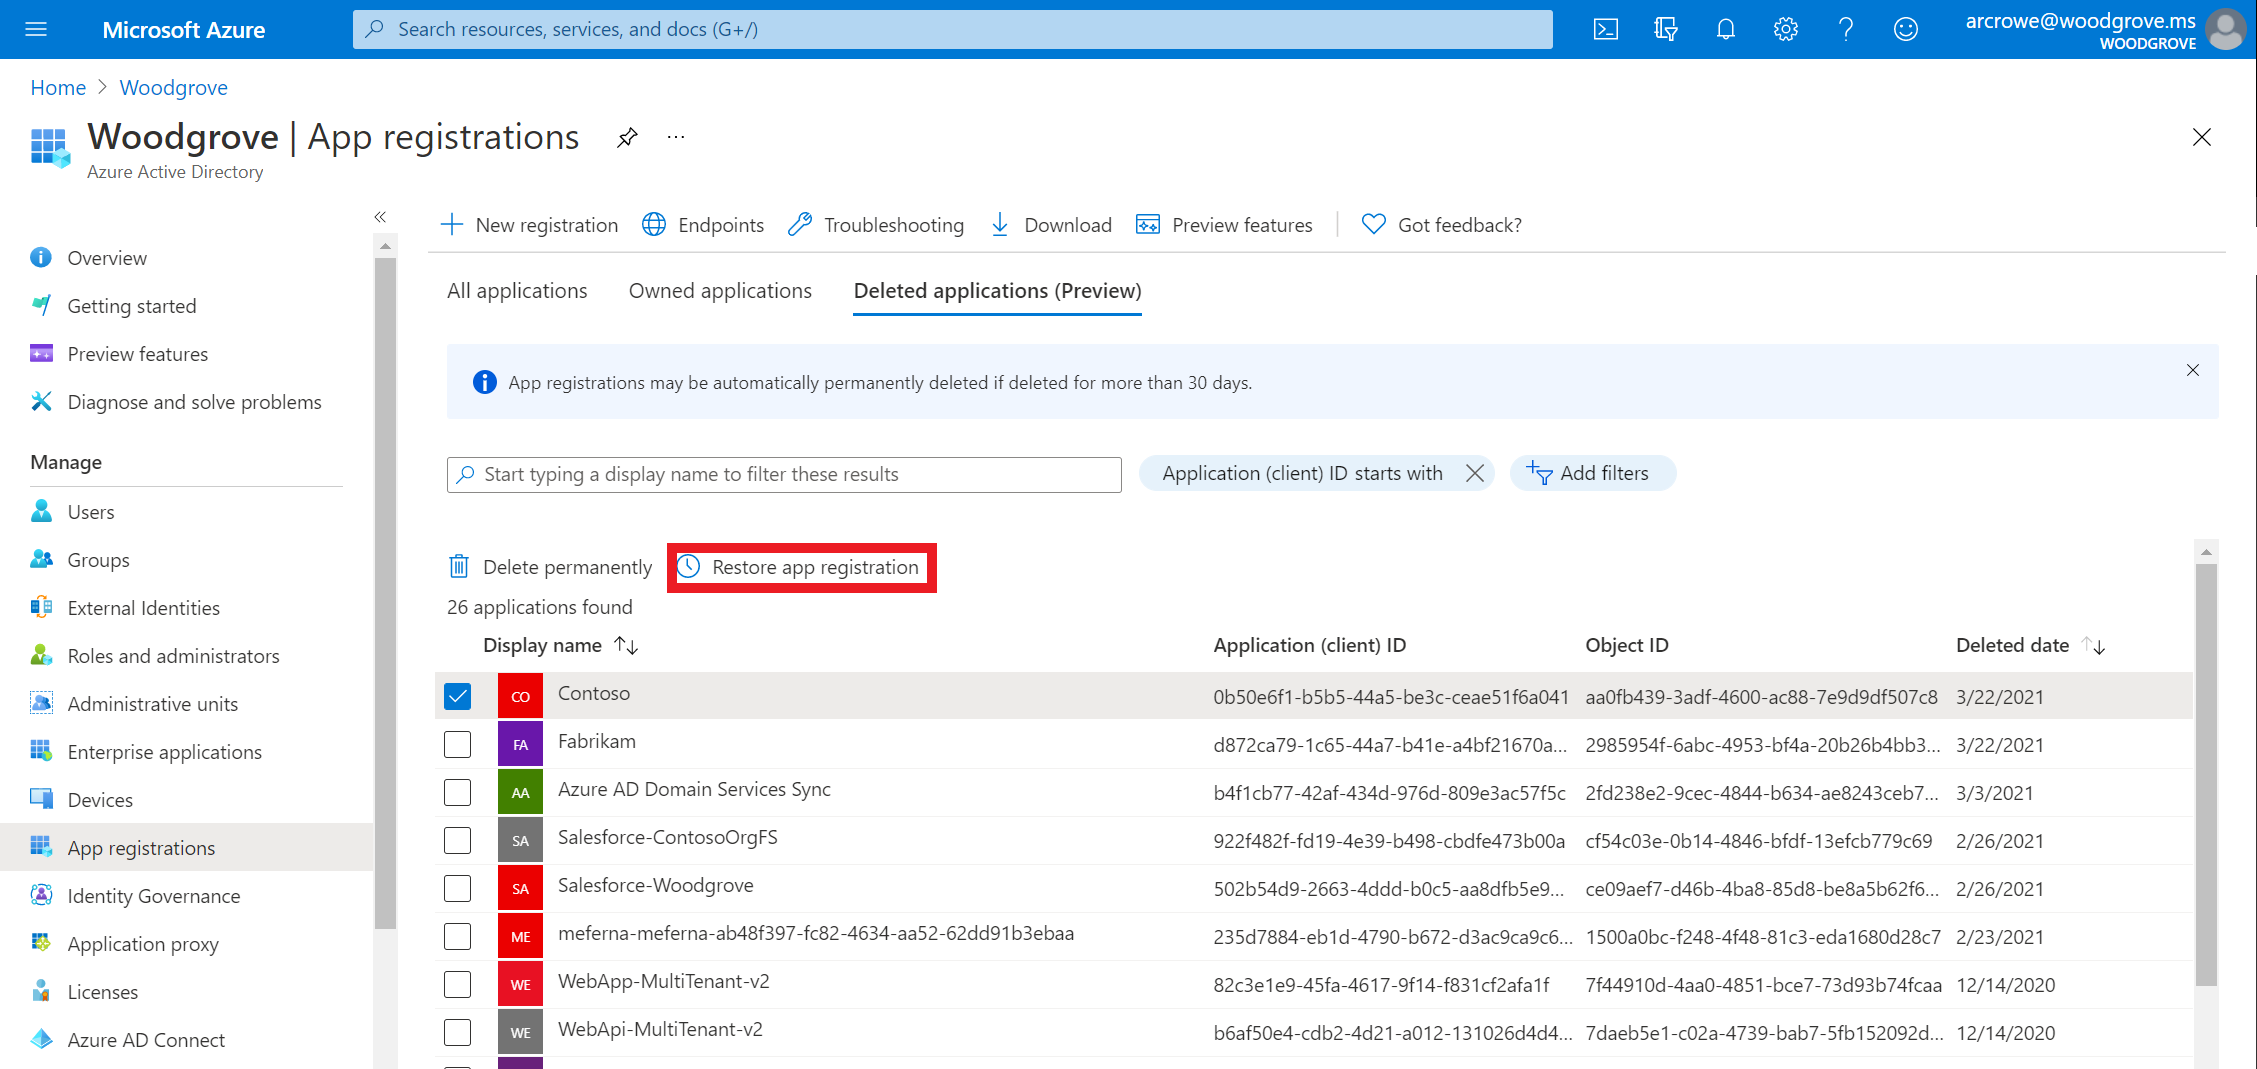 Microsoft Azure
Search resources, services, and docs (G+/)
arcrowe@woodgrove.ms
WOODGROVE
Home > Woodgrove
Woodgrove | App registrations
Azure Active Directory
New registration
Endpoints
Troubleshooting
Download
Preview features
Got feedback?
Overview
Getting started
Preview features
Diagnose and solve problems
Manage
Users
Groups
External Identities
Roles and administrators
Administrative units
Enterprise applications
Devices
App registrations
Identity Governance
Application proxy
Licenses
Azure AD Connect
All applications
Owned applications
Deleted applications (Preview)
App registrations may be automatically permanently deleted if deleted for more than 30 days.
Start typing a display name to filter these results
Application (client) ID starts with
Add filters
Delete permanently
Restore app registration
26 applications found
Display name Application (client) ID Object ID Deleted date
CO Contoso 0b50e6f1-b5b5-44a5-be3c-ceae51f6a041 aa0fb439-3adf-4600-ac88-7e9d9df507c8 3/22/2021
FA Fabrikam d872ca79-1c65-44a7-b41e-a4bf21670a... 2985954f-6abc-4953-bf4a-20b26b4bb3... 3/22/2021
AA Azure AD Domain Services Sync b4f1cb77-42af-434d-976d-809e3ac57f5c 2fd238e2-9cec-4844-b634-ae8243ceb7... 3/3/2021
SA Salesforce-ContosoOrgFS 922f482f-fd19-4e39-b498-cbdfe473b00a cf54c03e-0b14-4846-bfdf-13efcb779c69 2/26/2021
SA Salesforce-Woodgrove 502b54d9-2663-4ddd-b0c5-aa8dfb5e9... ce09aef7-d46b-4ba8-85d8-be8a5b62f6... 2/26/2021
ME meferna-meferna-ab48f397-fc82-4634-aa52-62dd91b3ebaa 235d7884-eb1d-4790-b672-d3ac9ca9c6... 1500a0bc-f248-4f48-81c3-eda1680d28c7 2/23/2021
WE WebApp-MultiTenant-v2 82c3e1e9-45fa-4617-9f14-f831cf2afa1f 7f44910d-4aa0-4851-bce7-73d93b74fcaa 12/14/2020
WE WebApi-MultiTenant-v2 b6af50e4-cdb2-4d21-a012-131026d4d4... 7daeb5e1-c02a-4739-bab7-5fb152092d... 12/14/2020